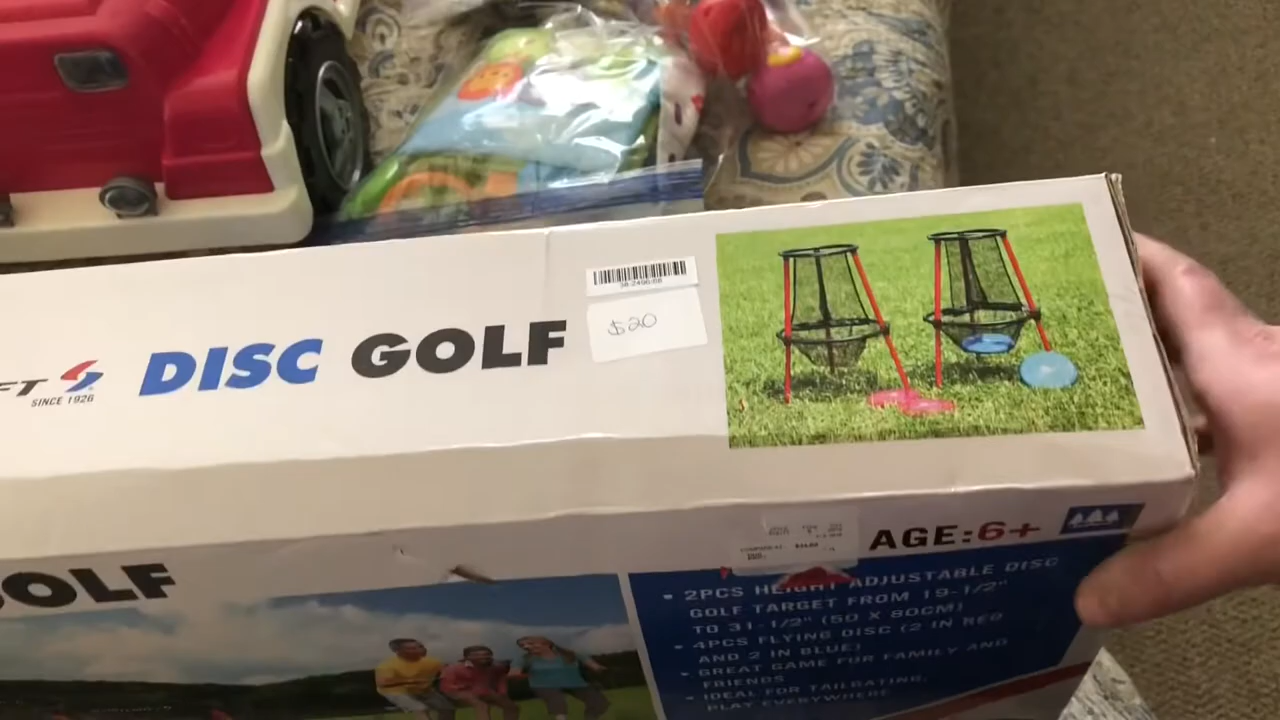 FT
SINCE 1926
DISC GOLF
$20
AGE:6+
GOLF
• 2PCS HEIGHT ADJUSTABLE DISC
GOLF TARGET FROM 19-1/2"
TO 31-1/2" (50 X 80CM)
• 4PCS FLYING DISC (2 IN RED
AND 2 IN BLUE)
• GREAT GAME FUR FAMILY AND
FRIENDS
• IDEAL FOR TAILGATING,
PLAY EVERYWHERE